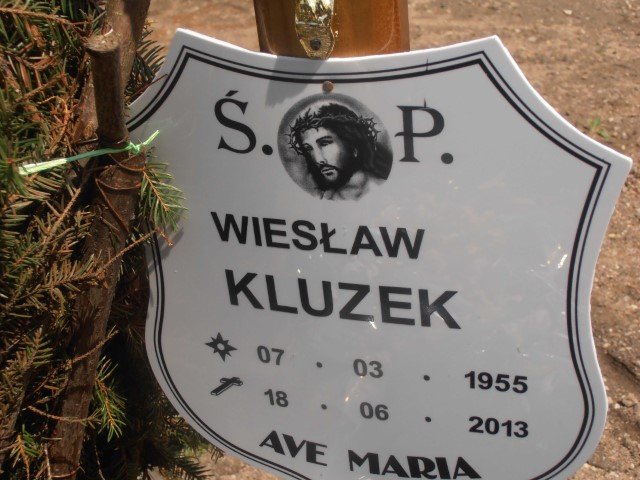 Ś. P.
WIESŁAW
KLUZEK
07 . 03 . 1955
18 . 06 . 2013
AVE MARIA